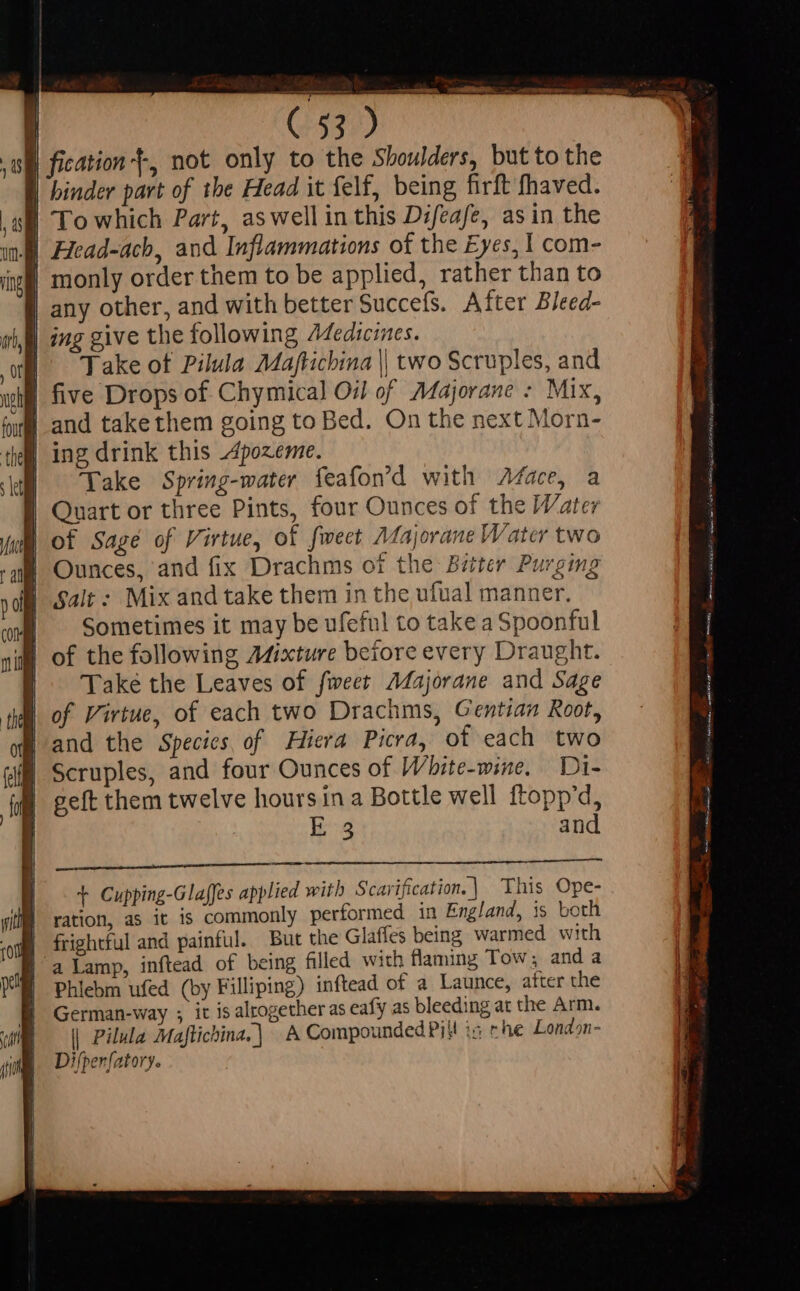 ( 53 )
fication †, not only to the Shoulders, but to the
hinder part of the Head it ſelf, being firſt ſhaved.
To which Part, as well in this Diſeaſe, as in the
Head-ach, and Inflammations of the Eyes, I com-
monly order them to be applied, rather than to
any other, and with better Succeſs. After Bleed-
ing give the following Medicines.
Take of Pilula Maſtichina || two Scruples, and
five Drops of Chymical Oil of Majorane : Mix,
and take them going to Bed. On the next Morn-
ing drink this Apozeme.
Take Spring-water ſeaſon'd with Mace, a
Quart or three Pints, four Ounces of the Water
of Sage of Virtue, of ſweet Majorane Water two
Ounces, and ſix Drachms of the Bitter Purging
Salt : Mix and take them in the uſual manner.
Sometimes it may be uſeful to take a Spoonful
of the following Mixture before every Draught.
Take the Leaves of ſweet Majorane and Sage
of Virtue, of each two Drachms, Gentian Root,
and the Species of Hiera Picra, of each two
Scruples, and four Ounces of White-wine. Di-
geſt them twelve hours in a Bottle well ſtopp'd,
E 3 and
† Cupping-Glaſſes applied with Scarification. ] This Ope-
ration, as it is commonly performed in England, is both
frightful and painful. But the Glaſſes being warmed with
a Lamp, inſtead of being filled with flaming Tow; and a
Phlebm uſed (by Filliping) inſtead of a Launce, after the
German-way ; it is altogether as eaſy as bleeding at the Arm.
|| Pilula Maſtichina. ] A Compounded Pill in the London-
Diſpenſatory.